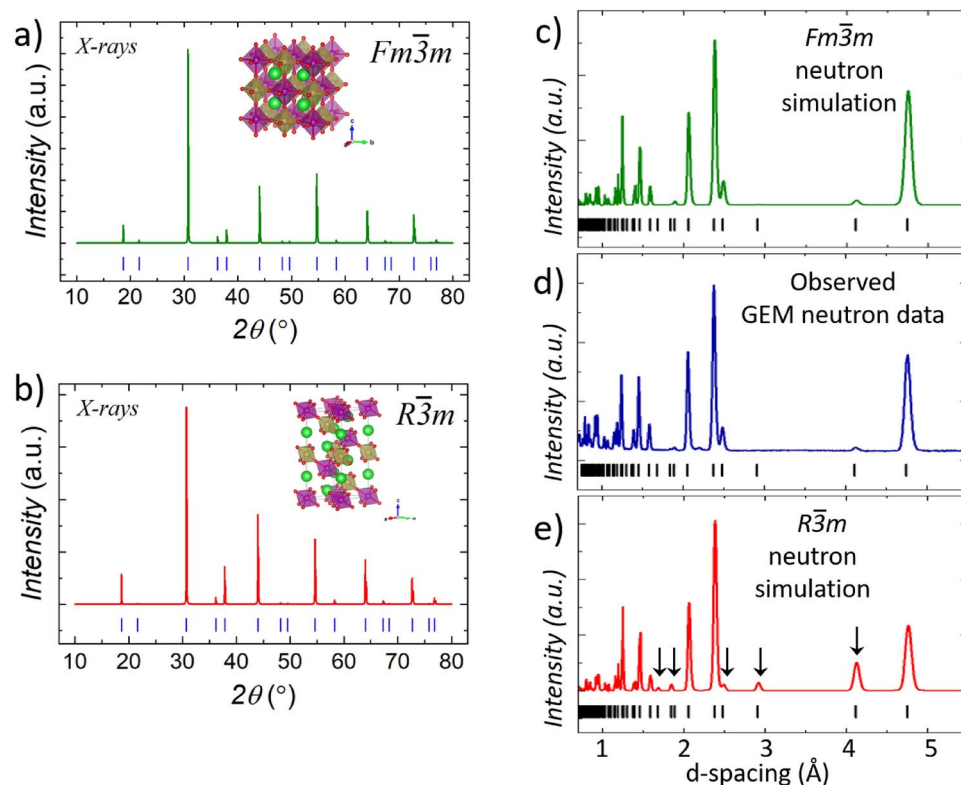 a)
X-rays
Fm3̅m
c
a b
Intensity (a.u.)
10 20 30 40 50 60 70 80
2θ (°)
b)
X-rays
R3̅m
c
Intensity (a.u.)
10 20 30 40 50 60 70 80
2θ (°)
c)
Fm3̅m
neutron
simulation
Intensity (a.u.)
d)
Observed
GEM neutron data
Intensity (a.u.)
e)
R3̅m
neutron
simulation
Intensity (a.u.)
1 2 3 4 5
d-spacing (Å)